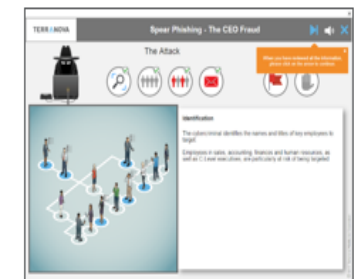 TERRANOVA
Spear Phishing - The CEO Fraud
When you have reviewed all the information,
please click on the arrow to continue.
The Attack
Identification
The cybercriminal identifies the names and titles of key employees to
target.
Employees in sales, accounting, finances and human resources, as
well as C Level executives, are particularly at risk of being targeted!